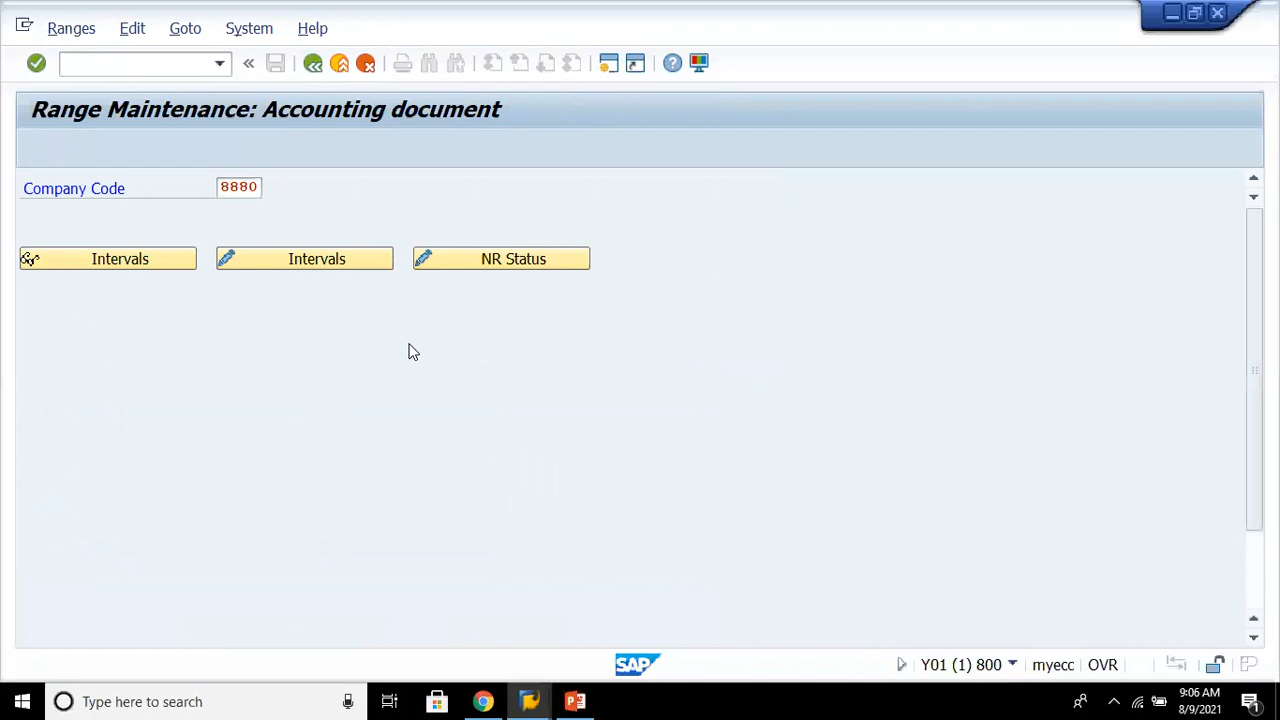 Ranges Edit Goto System Help
Range Maintenance: Accounting document
Company Code 8880
Intervals Intervals NR Status
SAP Y01 (1) 800 myecc OVR
Type here to search
9:06 AM
8/9/2021
1